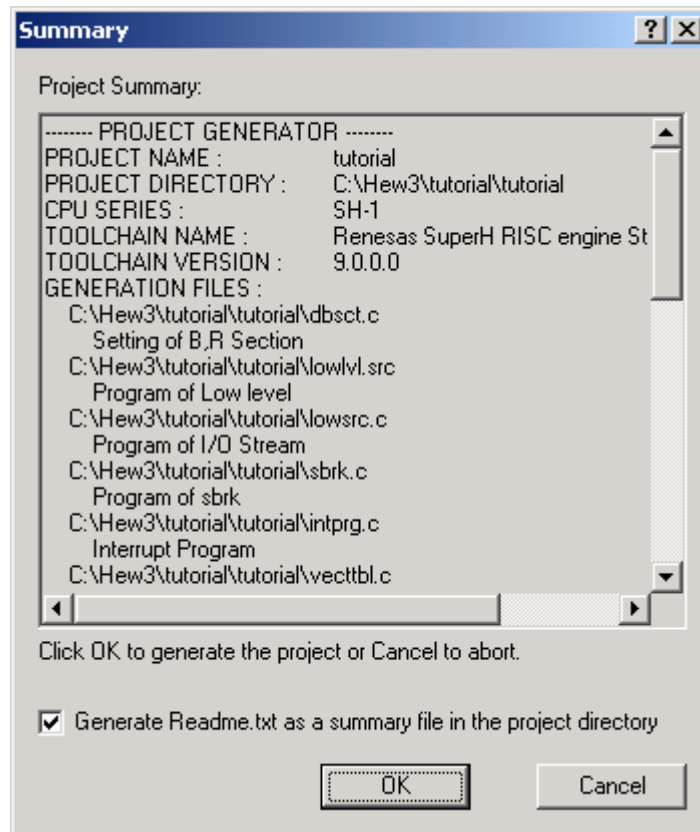 Summary
Project Summary:
-------- PROJECT GENERATOR --------
PROJECT NAME : tutorial
PROJECT DIRECTORY : C:\Hew3\tutorial\tutorial
CPU SERIES : SH-1
TOOLCHAIN NAME : Renesas SuperH RISC engine St
TOOLCHAIN VERSION : 9.0.0.0
GENERATION FILES :
C:\Hew3\tutorial\tutorial\dbsct.c
Setting of B,R Section
C:\Hew3\tutorial\tutorial\lowlvl.src
Program of Low level
C:\Hew3\tutorial\tutorial\lowsrc.c
Program of I/O Stream
C:\Hew3\tutorial\tutorial\sbrk.c
Program of sbrk
C:\Hew3\tutorial\tutorial\intprg.c
Interrupt Program
C:\Hew3\tutorial\tutorial\vecttbl.c
Click OK to generate the project or Cancel to abort.
Generate Readme.txt as a summary file in the project directory
OK Cancel